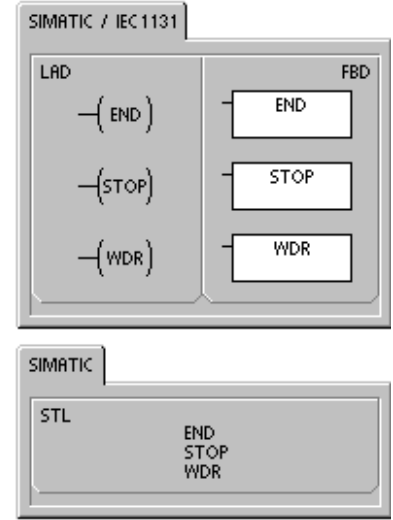 SIMATIC / IEC1131
LAD
FBD
END
END
STOP
STOP
WDR
WDR
SIMATIC
STL
END
STOP
WDR